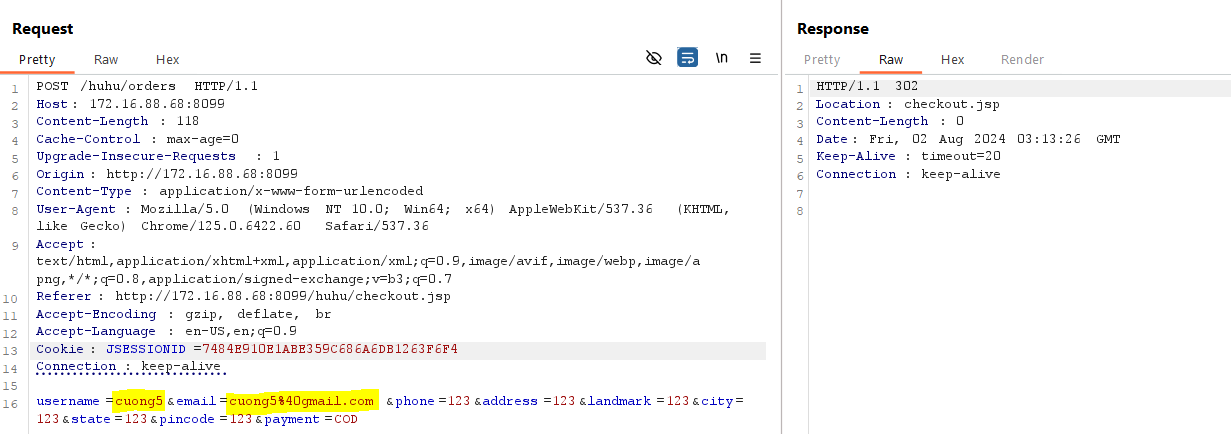 Request
Response
Pretty Raw Hex \n
Pretty Raw Hex Render
1 POST /huhu/orders HTTP/1.1
2 Host : 172.16.88.68:8099
3 Content-Length : 118
4 Cache-Control : max-age=0
5 Upgrade-Insecure-Requests : 1
6 Origin : http://172.16.88.68:8099
7 Content-Type : application/x-www-form-urlencoded
8 User-Agent : Mozilla/5.0 (Windows NT 10.0; Win64; x64) AppleWebKit/537.36 (KHTML,
like Gecko) Chrome/125.0.6422.60 Safari/537.36
9 Accept :
text/html,application/xhtml+xml,application/xml;q=0.9,image/avif,image/webp,image/a
png,*/*;q=0.8,application/signed-exchange;v=b3;q=0.7
10 Referer : http://172.16.88.68:8099/huhu/checkout.jsp
11 Accept-Encoding : gzip, deflate, br
12 Accept-Language : en-US,en;q=0.9
13 Cookie : JSESSIONID =7484E910E1ABE359C686A6DB1263F6F4
14 Connection : keep-alive
15
16 username =cuong5 &email =cuong5%40gmail.com &phone =123 &address =123 &landmark =123 &city=
123 &state =123 &pincode =123 &payment =COD
1 HTTP/1.1 302
2 Location : checkout.jsp
3 Content-Length : 0
4 Date : Fri, 02 Aug 2024 03:13:26 GMT
5 Keep-Alive : timeout=20
6 Connection : keep-alive
7
8